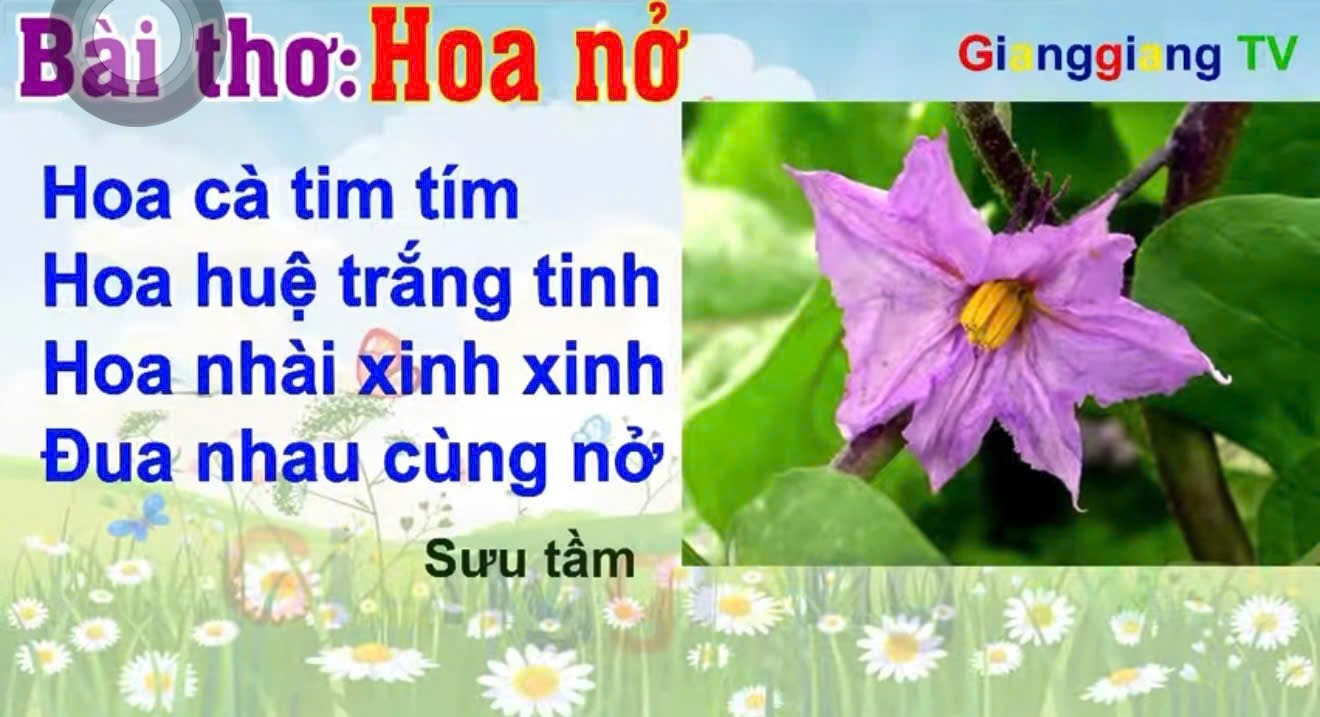 Bài thơ: Hoa nở
Gianggiang TV
Hoa cà tim tím
Hoa huệ trắng tinh
Hoa nhài xinh xinh
Đua nhau cùng nở
Sưu tầm